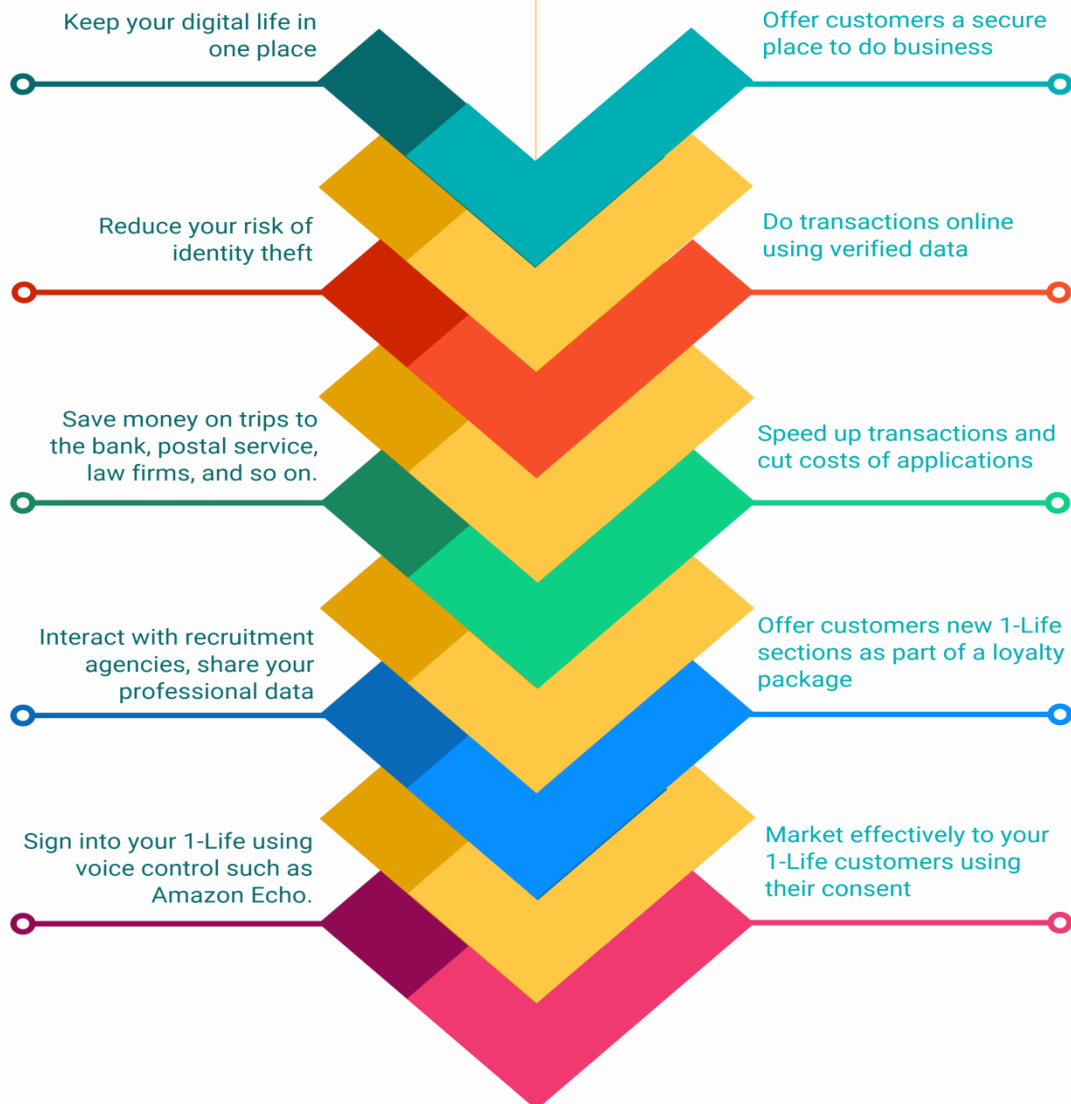 Keep your digital life in
one place
Offer customers a secure
place to do business
Reduce your risk of
identity theft
Do transactions online
using verified data
Save money on trips to
the bank, postal service,
law firms, and so on.
Speed up transactions and
cut costs of applications
Interact with recruitment
agencies, share your
professional data
Offer customers new 1-Life
sections as part of a loyalty
package
Sign into your 1-Life using
voice control such as
Amazon Echo.
Market effectively to your
1-Life customers using
their consent